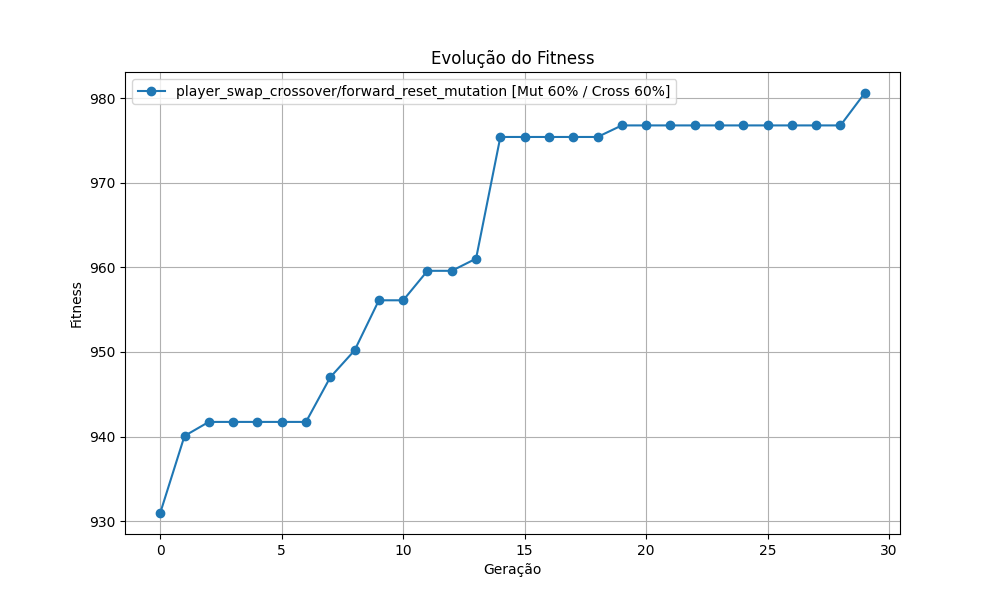 Evolução do Fitness
player_swap_crossover/forward_reset_mutation [Mut 60% / Cross 60%]
980
970
960
950
940
930
Fitness
0 5 10 15 20 25 30
Geração